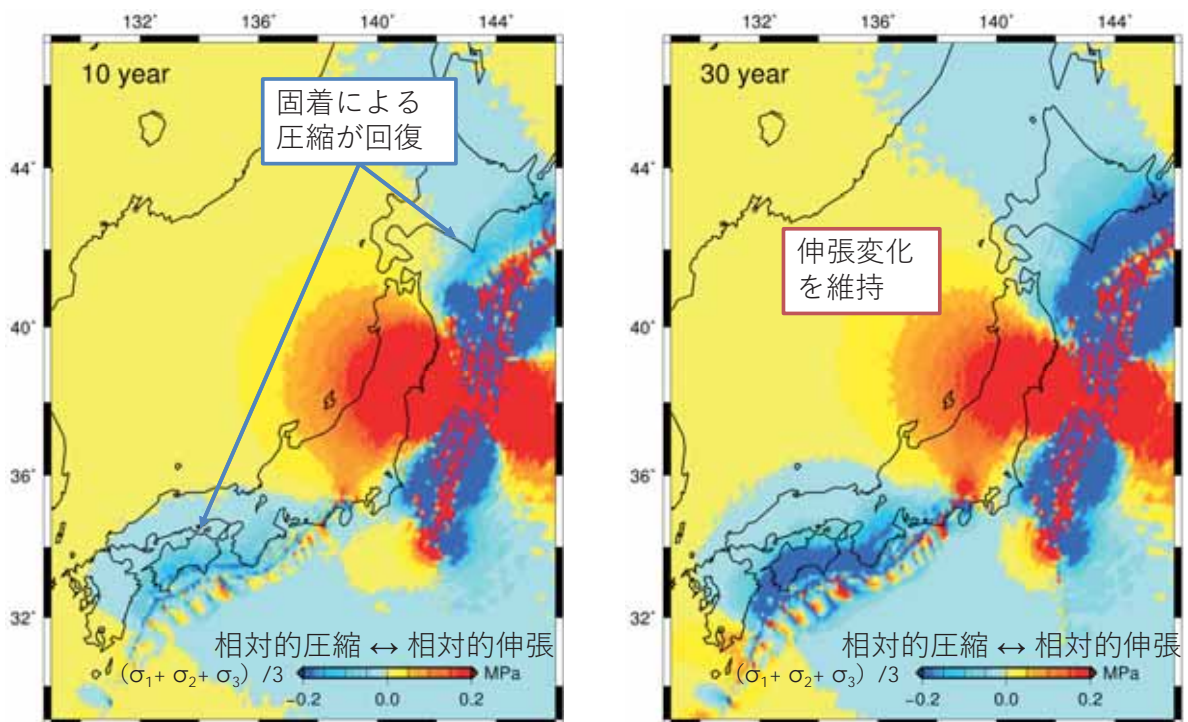 132˚ 136˚ 140˚ 144˚
10 year
固着による
圧縮が回復
44˚
40˚
36˚
32˚
相対的圧縮 ↔ 相対的伸張
(σ1+ σ2+ σ3) /3
MPa
−0.2 0.0 0.2
132˚ 136˚ 140˚ 144˚
30 year
伸張変化
を維持
44˚
40˚
36˚
32˚
相対的圧縮 ↔ 相対的伸張
(σ1+ σ2+ σ3) /3
MPa
−0.2 0.0 0.2